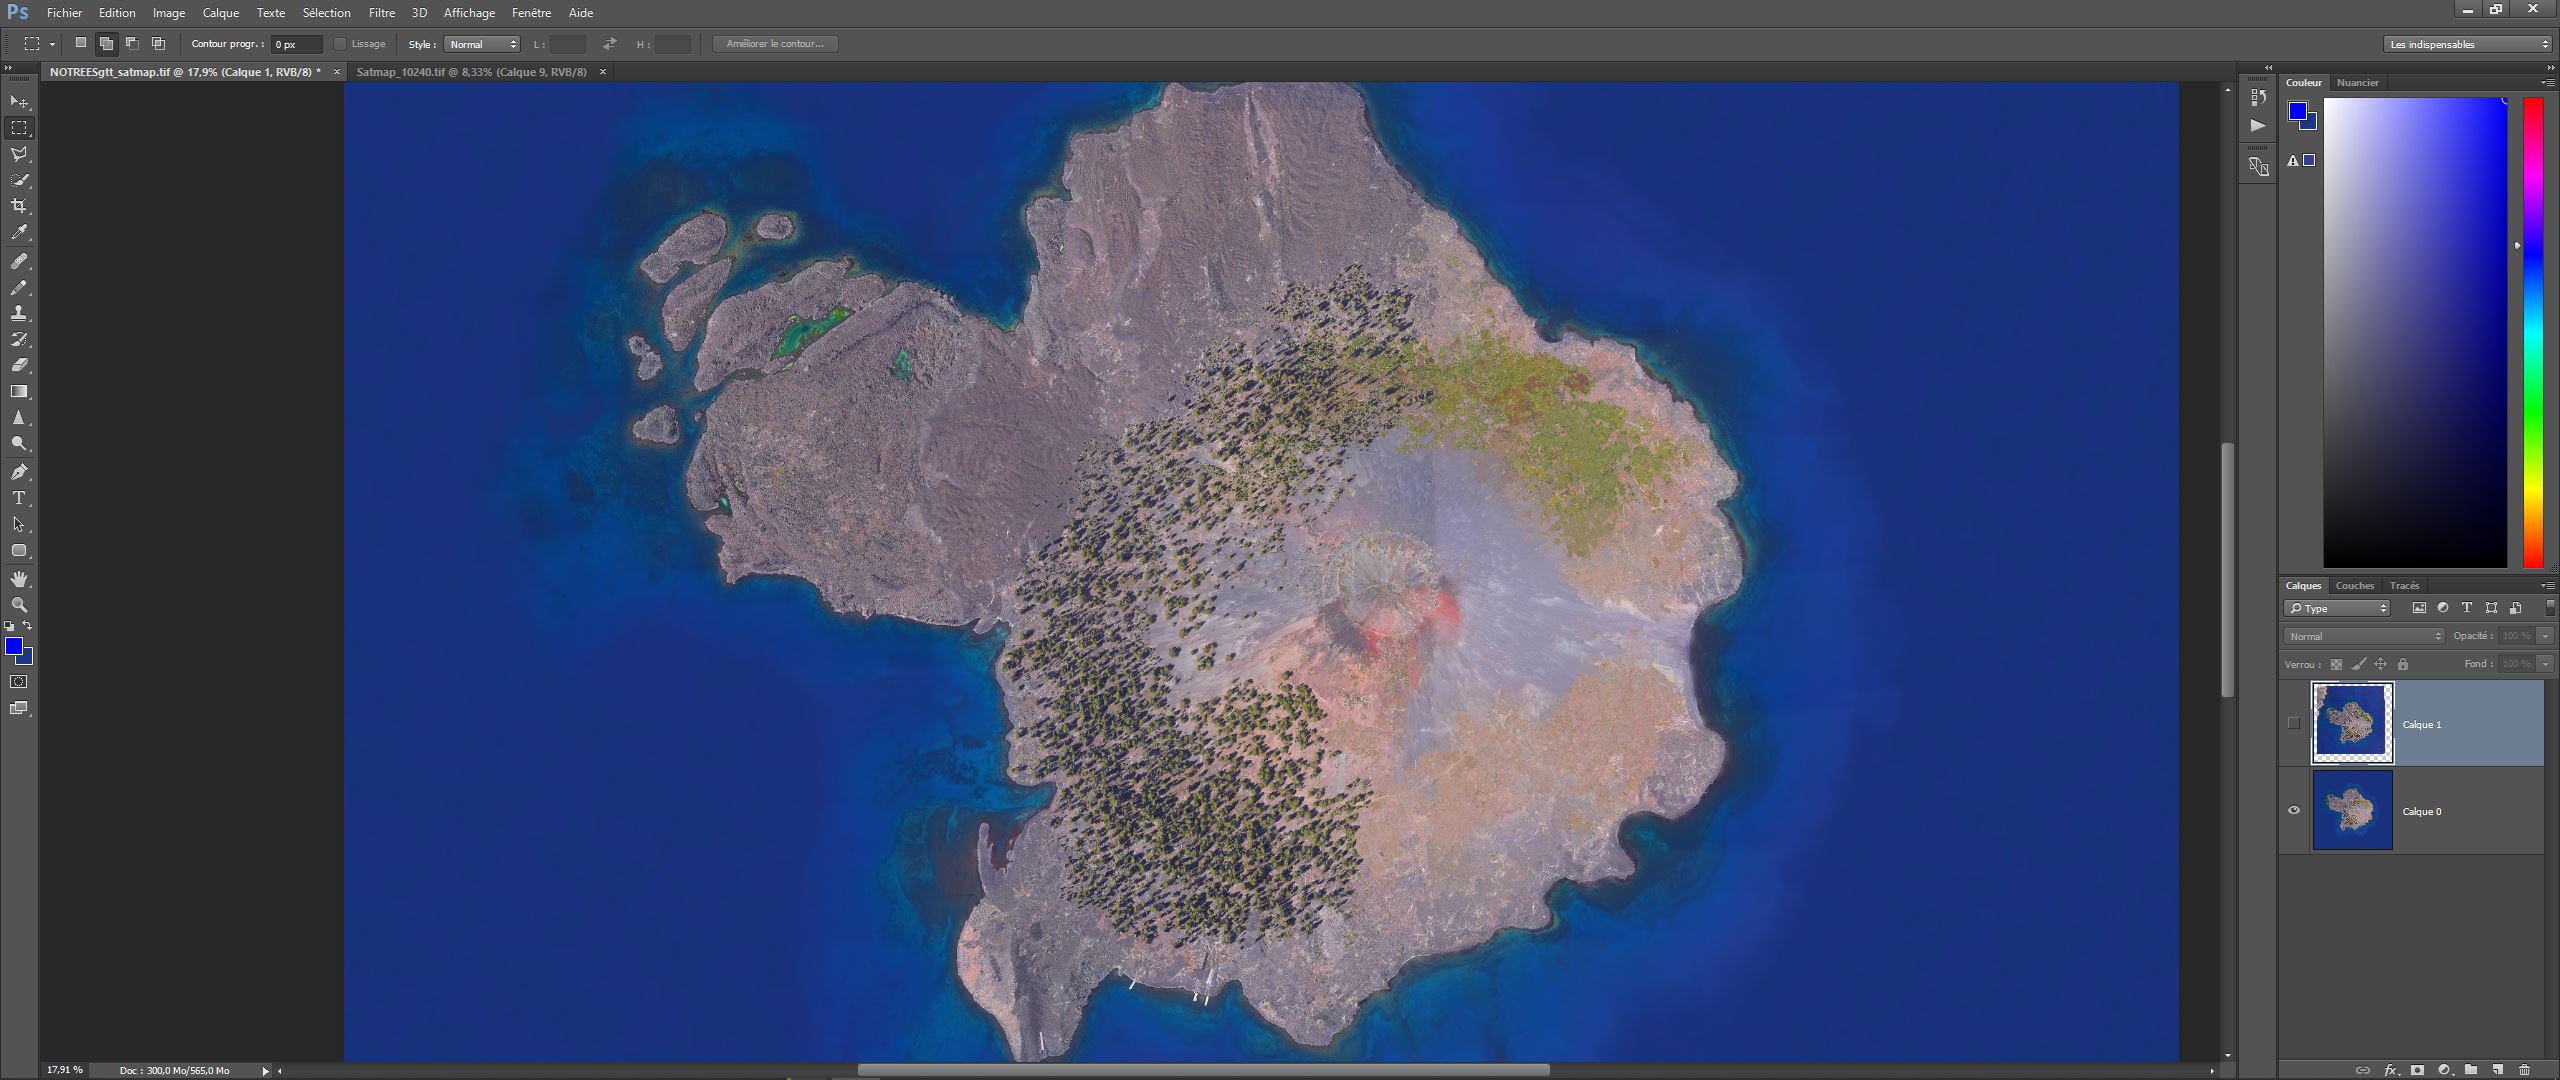 Ps Fichier Edition Image Calque Texte Sélection Filtre 3D Affichage Fenêtre Aide
Contour progr. : 0 px Lissage Style : Normal L : H : Améliorer le contour... Les indispensables
NOTREESgtt_satmap.tif @ 17,9% (Calque 1, RVB/8) * × Satmap_10240.tif @ 8,33% (Calque 9, RVB/8) ×
Couleur Nuancier
Calques Couches Tracés
Type
Normal Opacité : 100 %
Verrou : Fond : 100 %
Calque 1
Calque 0
17,91 % Doc : 300,0 Mo/565,0 Mo